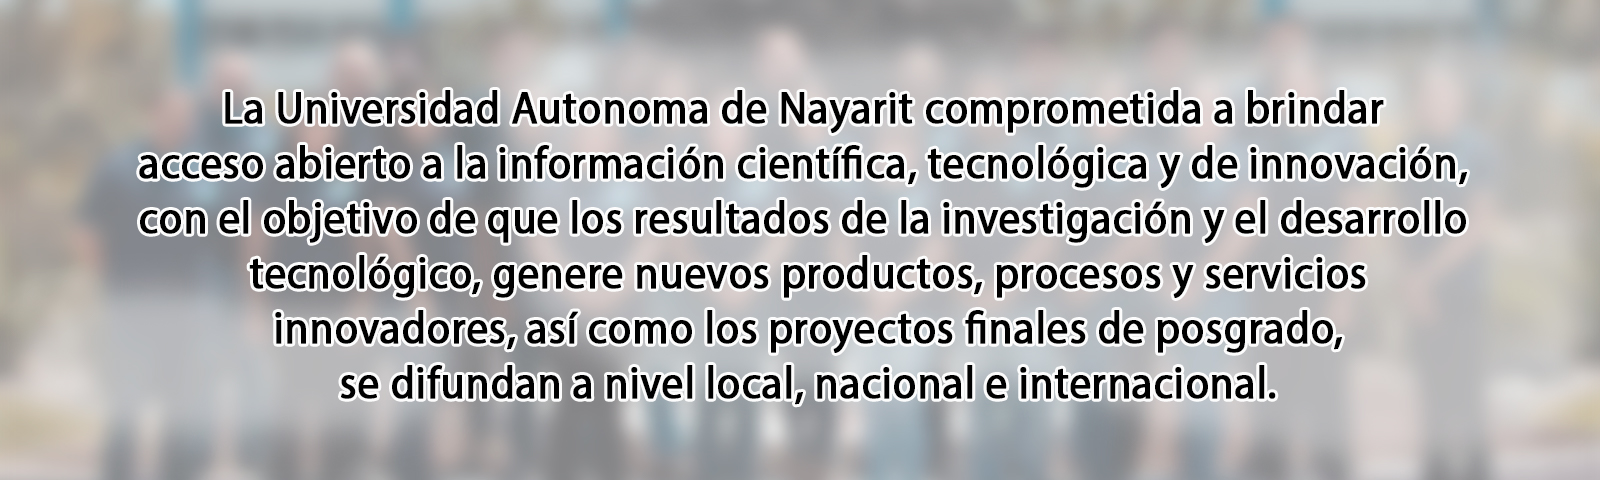 La Universidad Autonoma de Nayarit comprometida a brindar
acceso abierto a la información científica, tecnológica y de innovación,
con el objetivo de que los resultados de la investigación y el desarrollo
tecnológico, genere nuevos productos, procesos y servicios
innovadores, así como los proyectos finales de posgrado,
se difundan a nivel local, nacional e internacional.